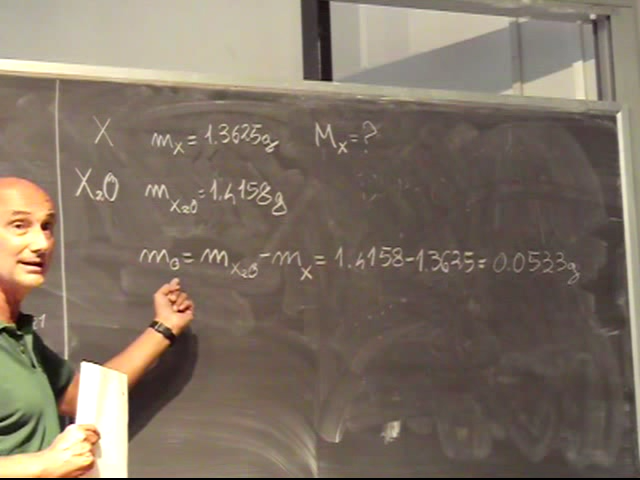 X m_X = 1.3625g M_X = ?
X₂O m_X₂O = 1.4158g
m_O = m_X₂O - m_X = 1.4158 - 1.3625 = 0.0533g